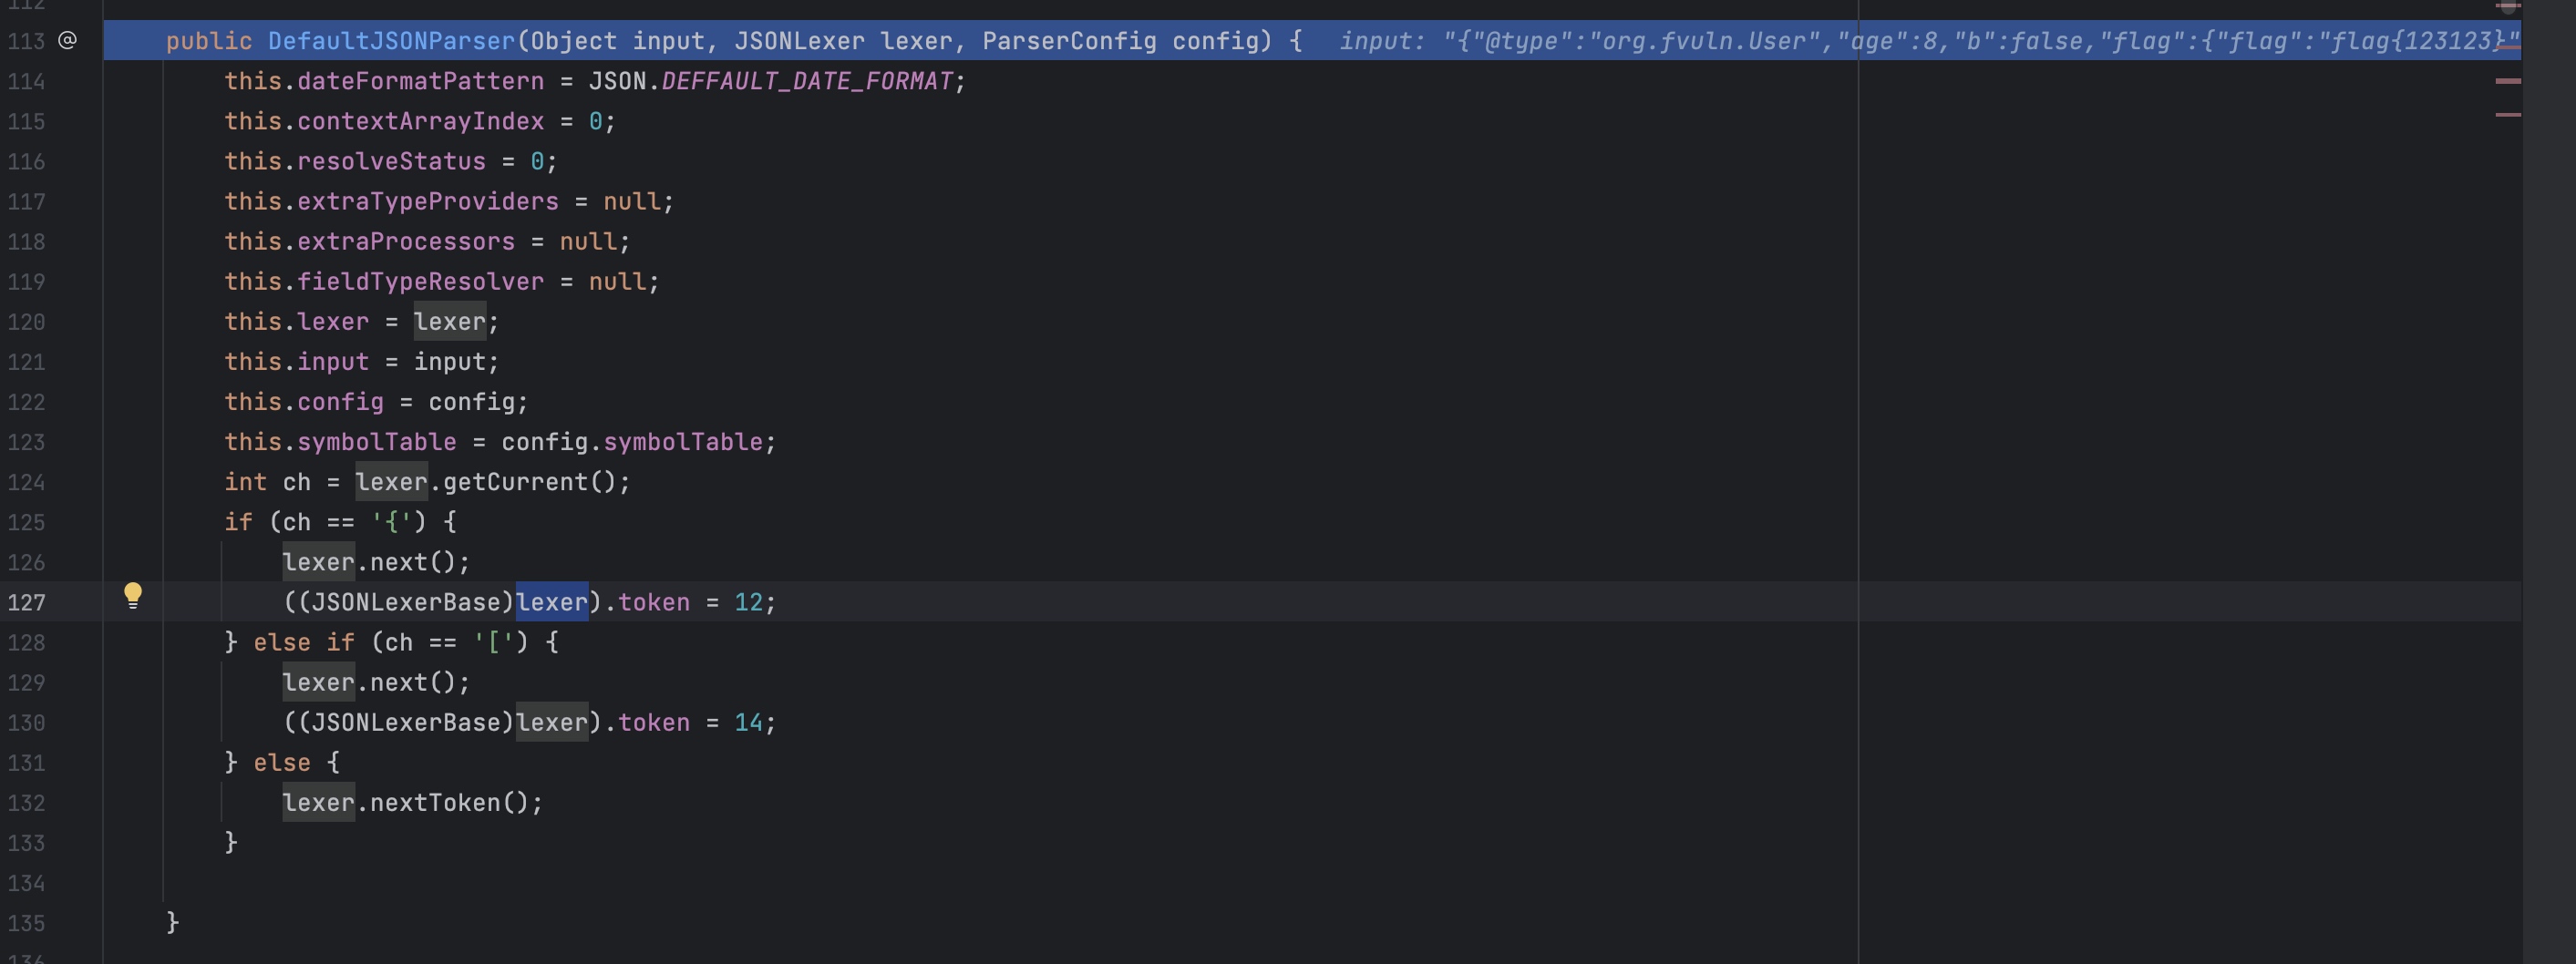 112
113 @ public DefaultJSONParser(Object input, JSONLexer lexer, ParserConfig config) { input: "{"@type":"org.fvuln.User","age":8,"b":false,"flag":{"flag":"flag{123123}"
114 this.dateFormatPattern = JSON.DEFFAULT_DATE_FORMAT;
115 this.contextArrayIndex = 0;
116 this.resolveStatus = 0;
117 this.extraTypeProviders = null;
118 this.extraProcessors = null;
119 this.fieldTypeResolver = null;
120 this.lexer = lexer;
121 this.input = input;
122 this.config = config;
123 this.symbolTable = config.symbolTable;
124 int ch = lexer.getCurrent();
125 if (ch == '{') {
126 lexer.next();
127 ((JSONLexerBase)lexer).token = 12;
128 } else if (ch == '[') {
129 lexer.next();
130 ((JSONLexerBase)lexer).token = 14;
131 } else {
132 lexer.nextToken();
133 }
134
135 }
136